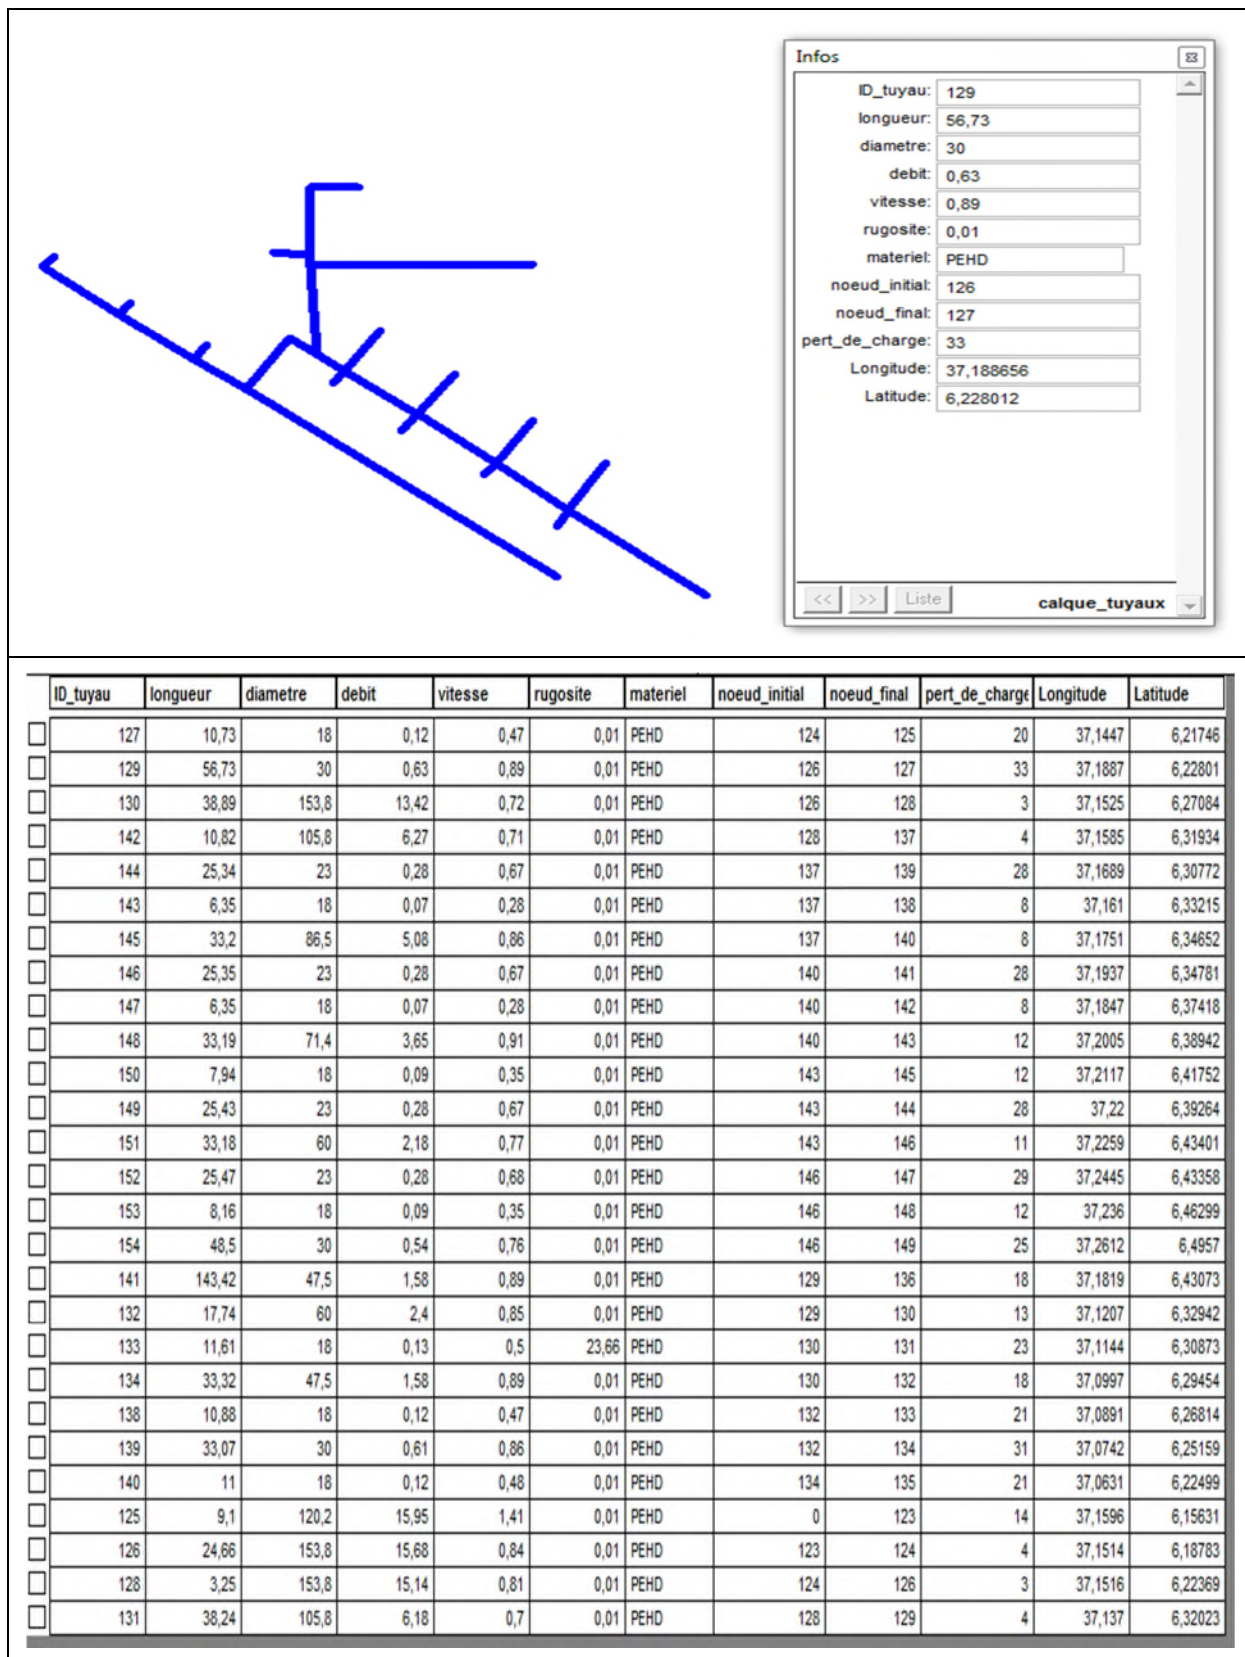 Infos
ID_tuyau: 129
longueur: 56,73
diametre: 30
debit: 0,63
vitesse: 0,89
rugosite: 0,01
materiel: PEHD
noeud_initial: 126
noeud_final: 127
pert_de_charge: 33
Longitude: 37,188656
Latitude: 6,228012
<< >> Liste calque_tuyaux
ID_tuyau longueur diametre debit vitesse rugosite materiel noeud_initial noeud_final pert_de_charge Longitude Latitude
127 10,73 18 0,12 0,47 0,01 PEHD 124 125 20 37,1447 6,21746
129 56,73 30 0,63 0,89 0,01 PEHD 126 127 33 37,1887 6,22801
130 38,89 153,8 13,42 0,72 0,01 PEHD 126 128 3 37,1525 6,27084
142 10,82 105,8 6,27 0,71 0,01 PEHD 128 137 4 37,1585 6,31934
144 25,34 23 0,28 0,67 0,01 PEHD 137 139 28 37,1689 6,30772
143 6,35 18 0,07 0,28 0,01 PEHD 137 138 8 37,161 6,33215
145 33,2 86,5 5,08 0,86 0,01 PEHD 137 140 8 37,1751 6,34652
146 25,35 23 0,28 0,67 0,01 PEHD 140 141 28 37,1937 6,34781
147 6,35 18 0,07 0,28 0,01 PEHD 140 142 8 37,1847 6,37418
148 33,19 71,4 3,65 0,91 0,01 PEHD 140 143 12 37,2005 6,38942
150 7,94 18 0,09 0,35 0,01 PEHD 143 145 12 37,2117 6,41752
149 25,43 23 0,28 0,67 0,01 PEHD 143 144 28 37,22 6,39264
151 33,18 60 2,18 0,77 0,01 PEHD 143 146 11 37,2259 6,43401
152 25,47 23 0,28 0,68 0,01 PEHD 146 147 29 37,2445 6,43358
153 8,16 18 0,09 0,35 0,01 PEHD 146 148 12 37,236 6,46299
154 48,5 30 0,54 0,76 0,01 PEHD 146 149 25 37,2612 6,4957
141 143,42 47,5 1,58 0,89 0,01 PEHD 129 136 18 37,1819 6,43073
132 17,74 60 2,4 0,85 0,01 PEHD 129 130 13 37,1207 6,32942
133 11,61 18 0,13 0,5 23,66 PEHD 130 131 23 37,1144 6,30873
134 33,32 47,5 1,58 0,89 0,01 PEHD 130 132 18 37,0997 6,29454
138 10,88 18 0,12 0,47 0,01 PEHD 132 133 21 37,0891 6,26814
139 33,07 30 0,61 0,86 0,01 PEHD 132 134 31 37,0742 6,25159
140 11 18 0,12 0,48 0,01 PEHD 134 135 21 37,0631 6,22499
125 9,1 120,2 15,95 1,41 0,01 PEHD 0 123 14 37,1596 6,15631
126 24,66 153,8 15,68 0,84 0,01 PEHD 123 124 4 37,1514 6,18783
128 3,25 153,8 15,14 0,81 0,01 PEHD 124 126 3 37,1516 6,22369
131 38,24 105,8 6,18 0,7 0,01 PEHD 128 129 4 37,137 6,32023